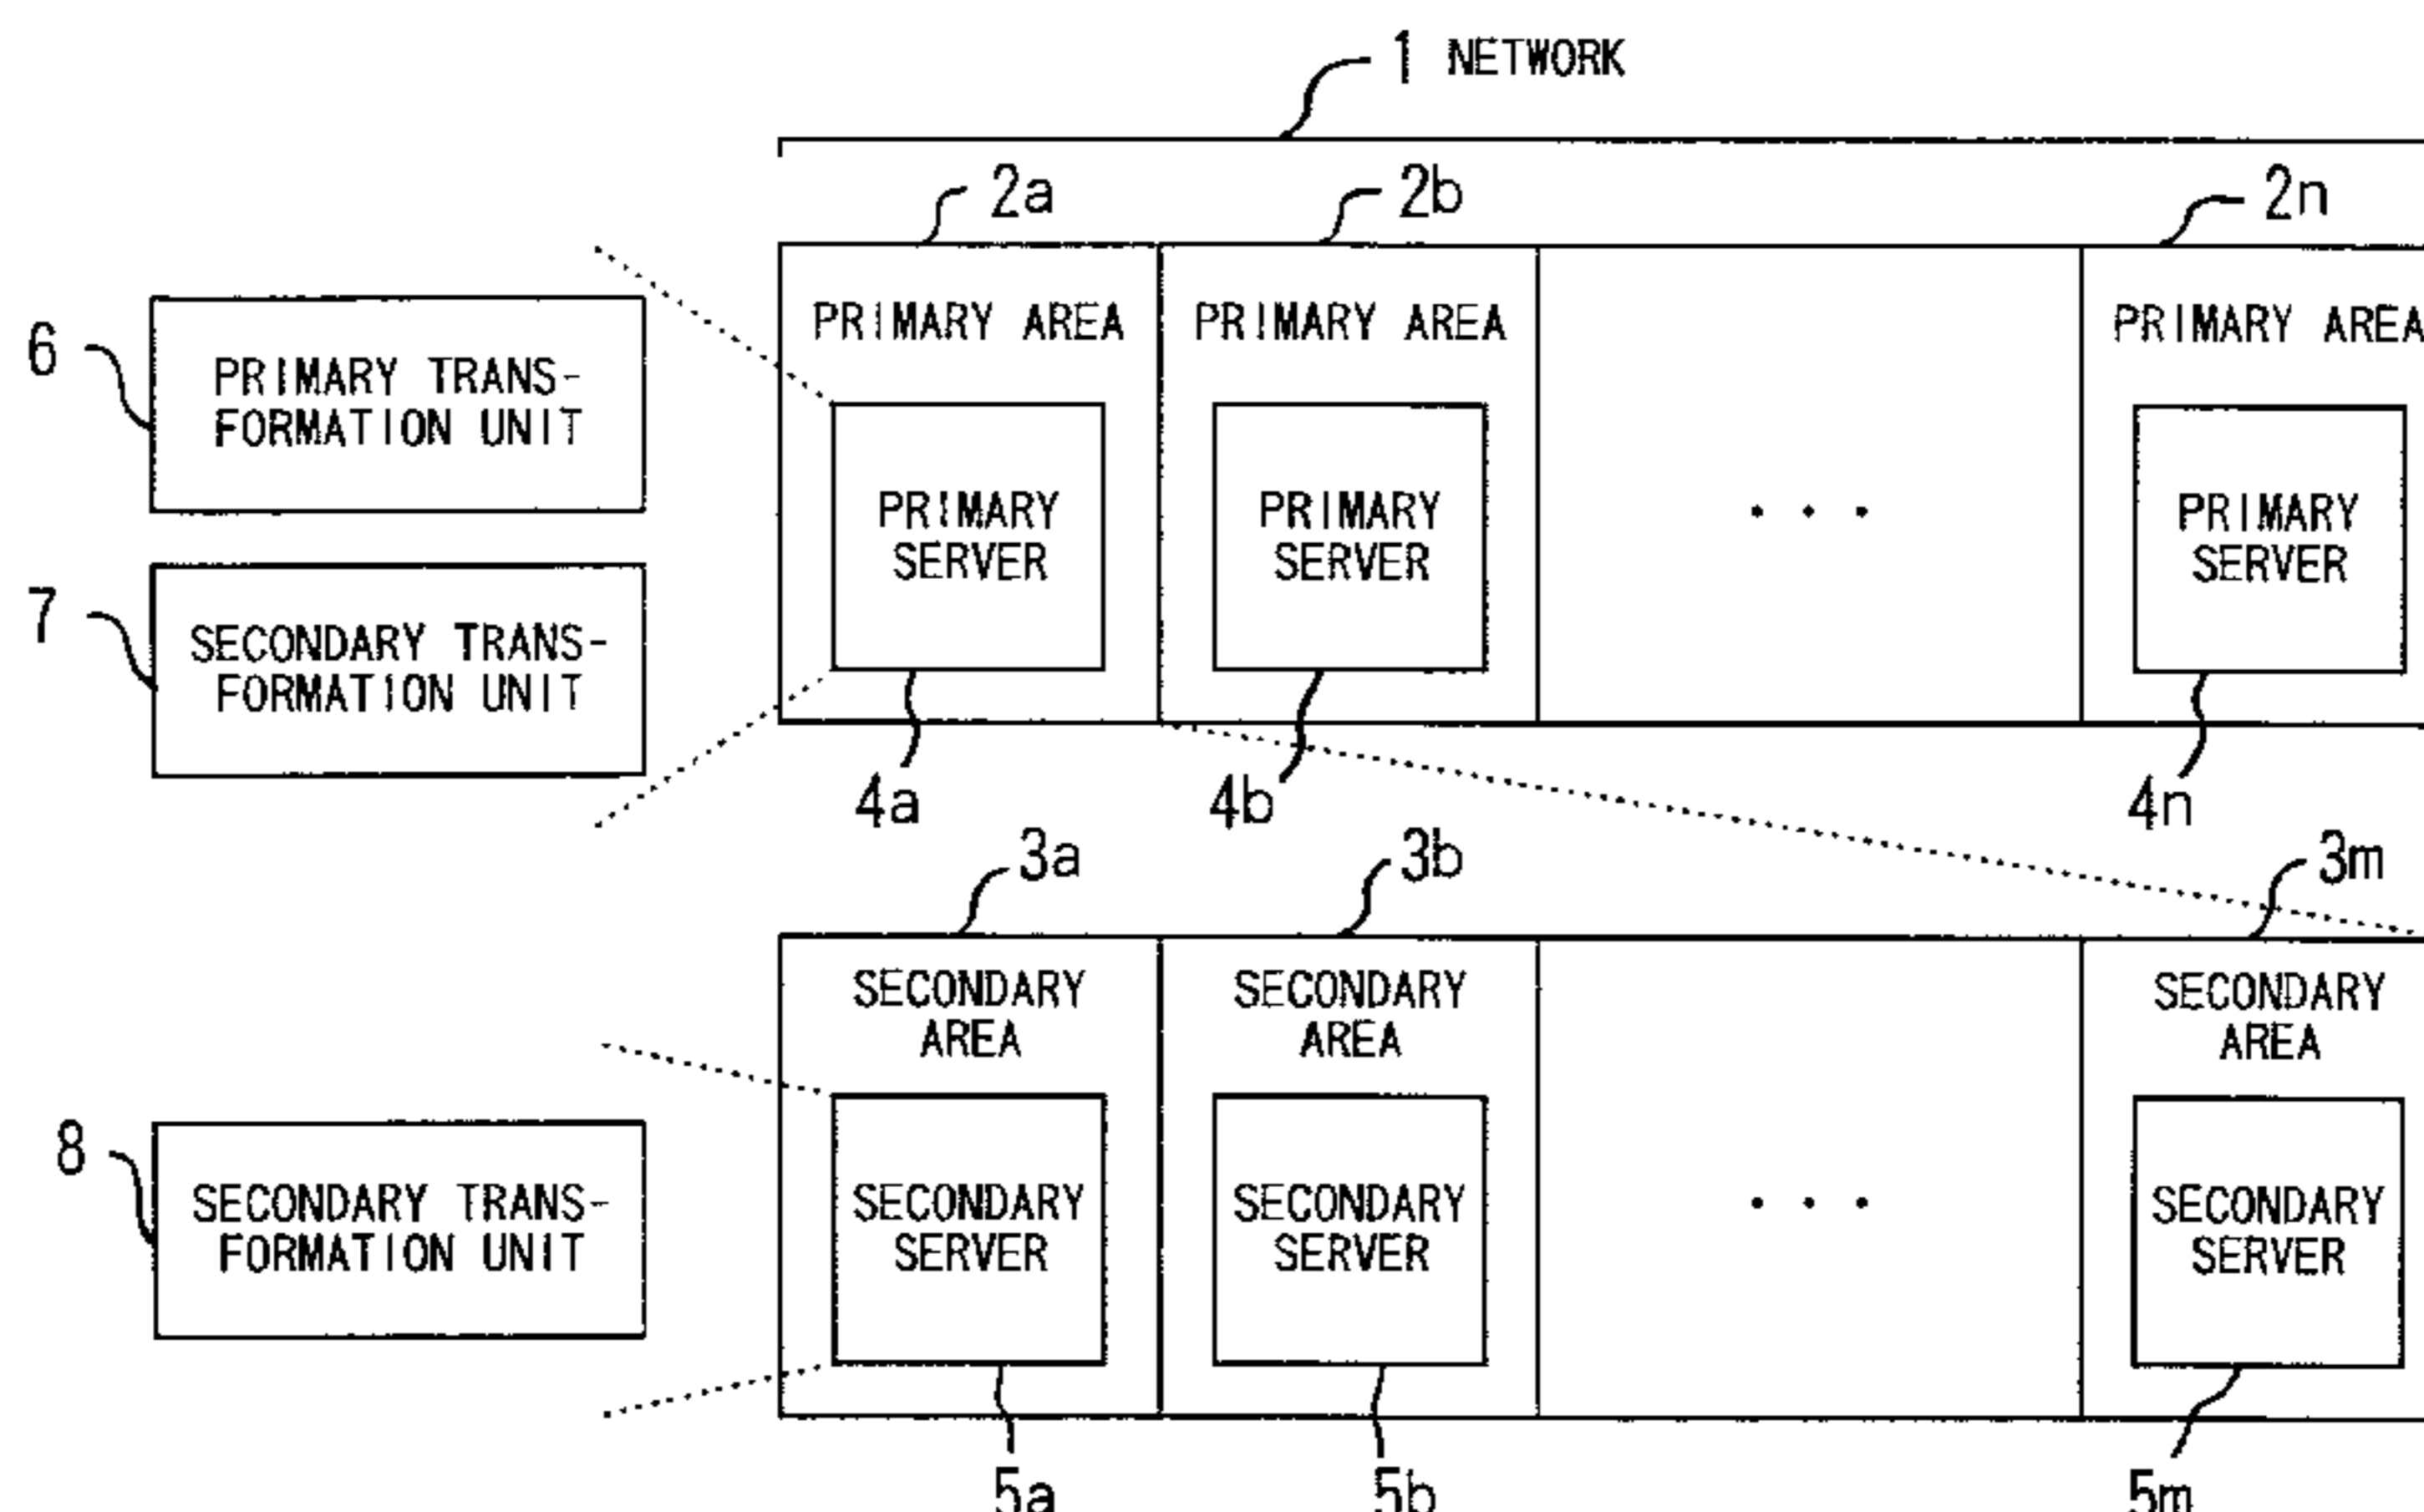 1 NETWORK
2a
2b
2n
PRIMARY AREA
PRIMARY AREA
PRIMARY AREA
6
PRIMARY TRANS-
FORMATION UNIT
PRIMARY
SERVER
PRIMARY
SERVER
. . .
PRIMARY
SERVER
7
SECONDARY TRANS-
FORMATION UNIT
4a
4b
4n
3a
3b
3m
SECONDARY
AREA
SECONDARY
AREA
SECONDARY
AREA
8
SECONDARY TRANS-
FORMATION UNIT
SECONDARY
SERVER
SECONDARY
SERVER
. . .
SECONDARY
SERVER
5a
5b
5m